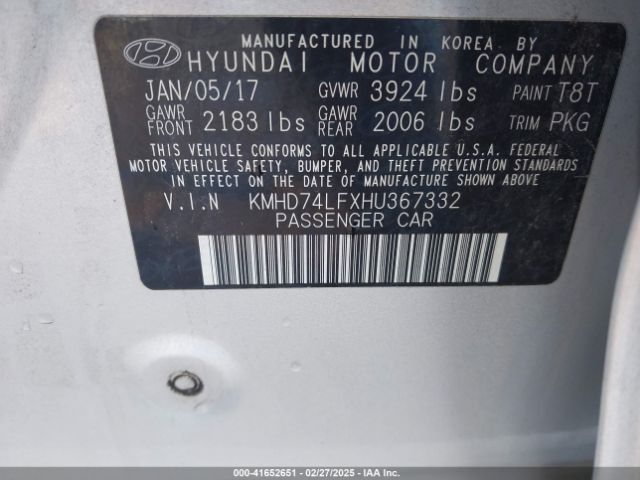 MANUFACTURED IN KOREA BY
HYUNDAI MOTOR COMPANY
JAN/05/17 GVWR 3924 lbs PAINT T8T
GAWR FRONT 2183 lbs GAWR REAR 2006 lbs TRIM PKG
THIS VEHICLE CONFORMS TO ALL APPLICABLE U.S.A. FEDERAL
MOTOR VEHICLE SAFETY, BUMPER, AND THEFT PREVENTION STANDARDS
IN EFFECT ON THE DATE OF MANUFACTURE SHOWN ABOVE
V.I.N KMHD74LFXHU367332
PASSENGER CAR
000-41652651 - 02/27/2025 - IAA Inc.